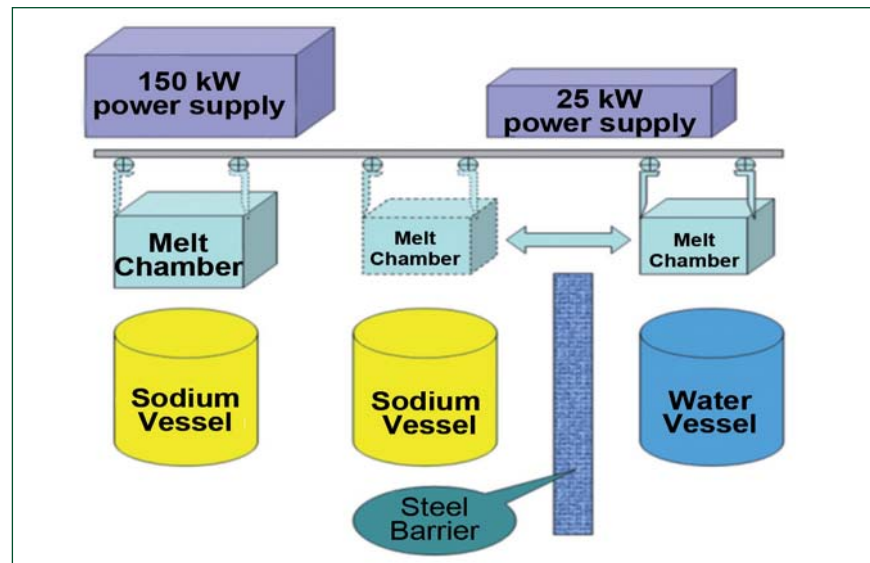 150 kW
power supply
25 kW
power supply
Melt
Chamber
Melt
Chamber
Melt
Chamber
Sodium
Vessel
Sodium
Vessel
Water
Vessel
Steel
Barrier